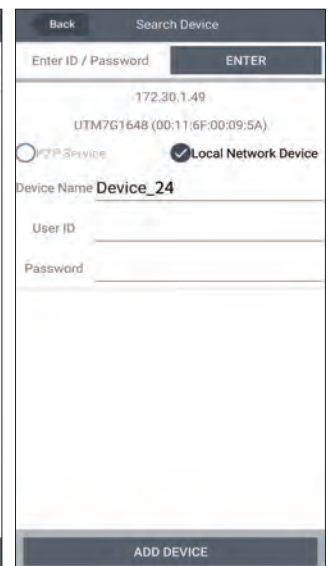 Back Search Device
Enter ID / Password ENTER
172.30.1.49
UTM7G1648 (00:11:6F:00:09:5A)
P2P Service Local Network Device
Device Name Device_24
User ID
Password
ADD DEVICE